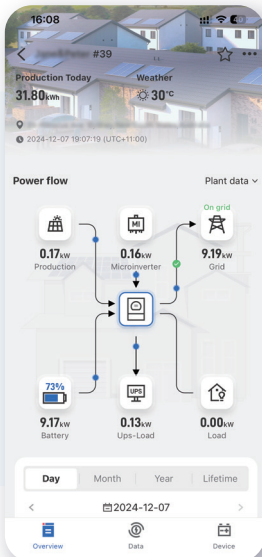 16:08
#39
Production Today
31.80kWh
Weather
30°C
2024-12-07 19:07:19 (UTC+11:00)
Power flow
Plant data
On grid
MI
0.17kW
Production
0.16kW
Microinverter
9.19kW
Grid
73%
UPS
9.17kW
Battery
0.13kW
Ups-Load
0.00kW
Load
Day
Month
Year
Lifetime
< 2024-12-07 >
Overview
Data
Device